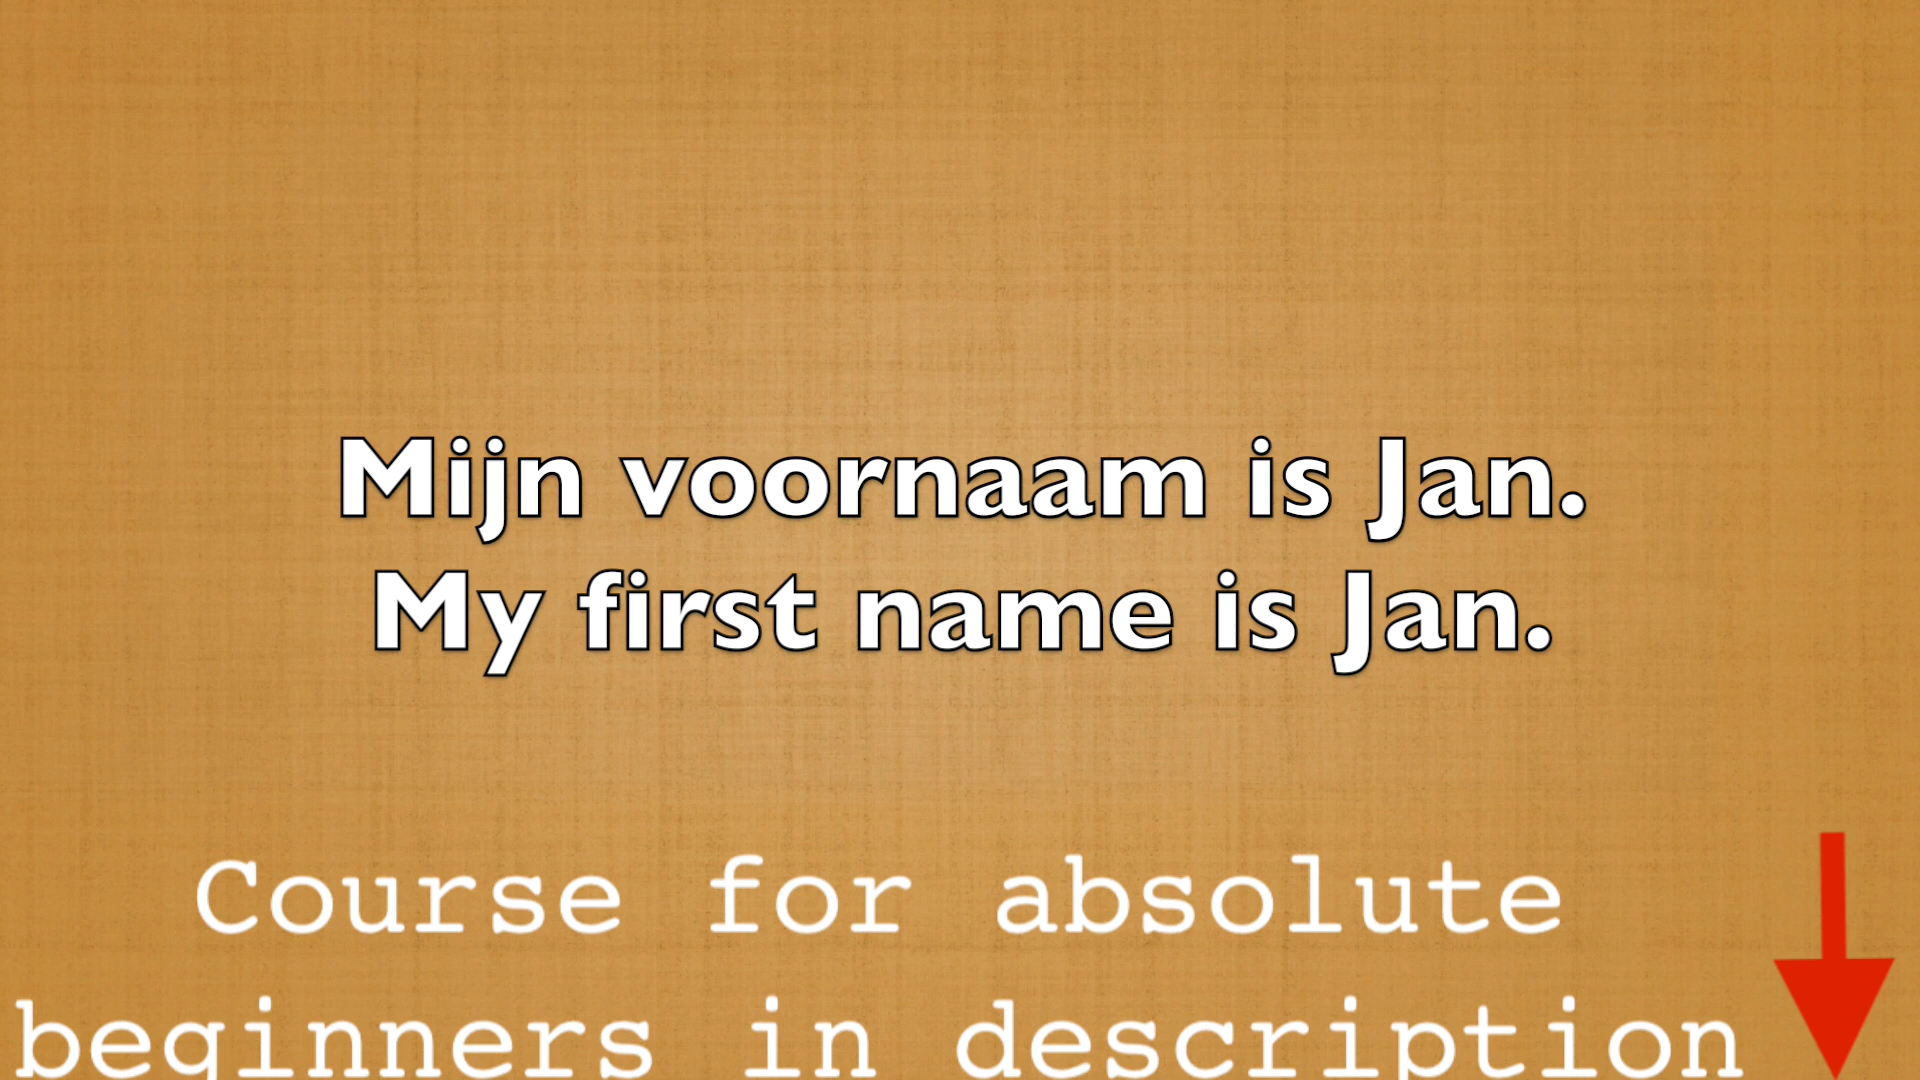 Mijn voornaam is Jan.
My first name is Jan.
Course for absolute
beginners in description